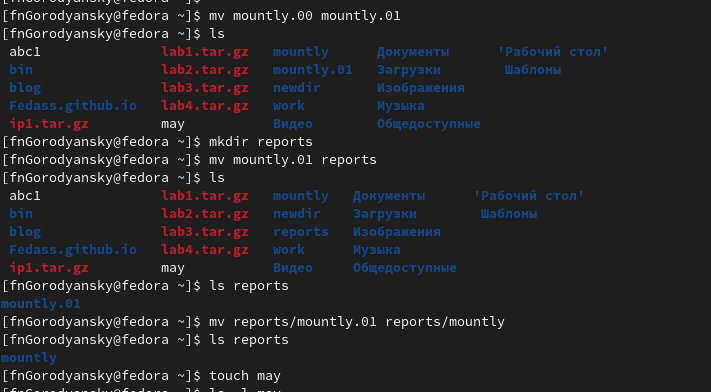 [fnGorodyansky@fedora ~]$ mv mountly.00 mountly.01
[fnGorodyansky@fedora ~]$ ls
abc1 lab1.tar.gz mountly Документы 'Рабочий стол'
bin lab2.tar.gz mountly.01 Загрузки Шаблоны
blog lab3.tar.gz newdir Изображения
Fedass.github.io lab4.tar.gz work Музыка
ip1.tar.gz may Видео Общедоступные
[fnGorodyansky@fedora ~]$ mkdir reports
[fnGorodyansky@fedora ~]$ mv mountly.01 reports
[fnGorodyansky@fedora ~]$ ls
abc1 lab1.tar.gz mountly Документы 'Рабочий стол'
bin lab2.tar.gz newdir Загрузки Шаблоны
blog lab3.tar.gz reports Изображения
Fedass.github.io lab4.tar.gz work Музыка
ip1.tar.gz may Видео Общедоступные
[fnGorodyansky@fedora ~]$ ls reports
mountly.01
[fnGorodyansky@fedora ~]$ mv reports/mountly.01 reports/mountly
[fnGorodyansky@fedora ~]$ ls reports
mountly
[fnGorodyansky@fedora ~]$ touch may